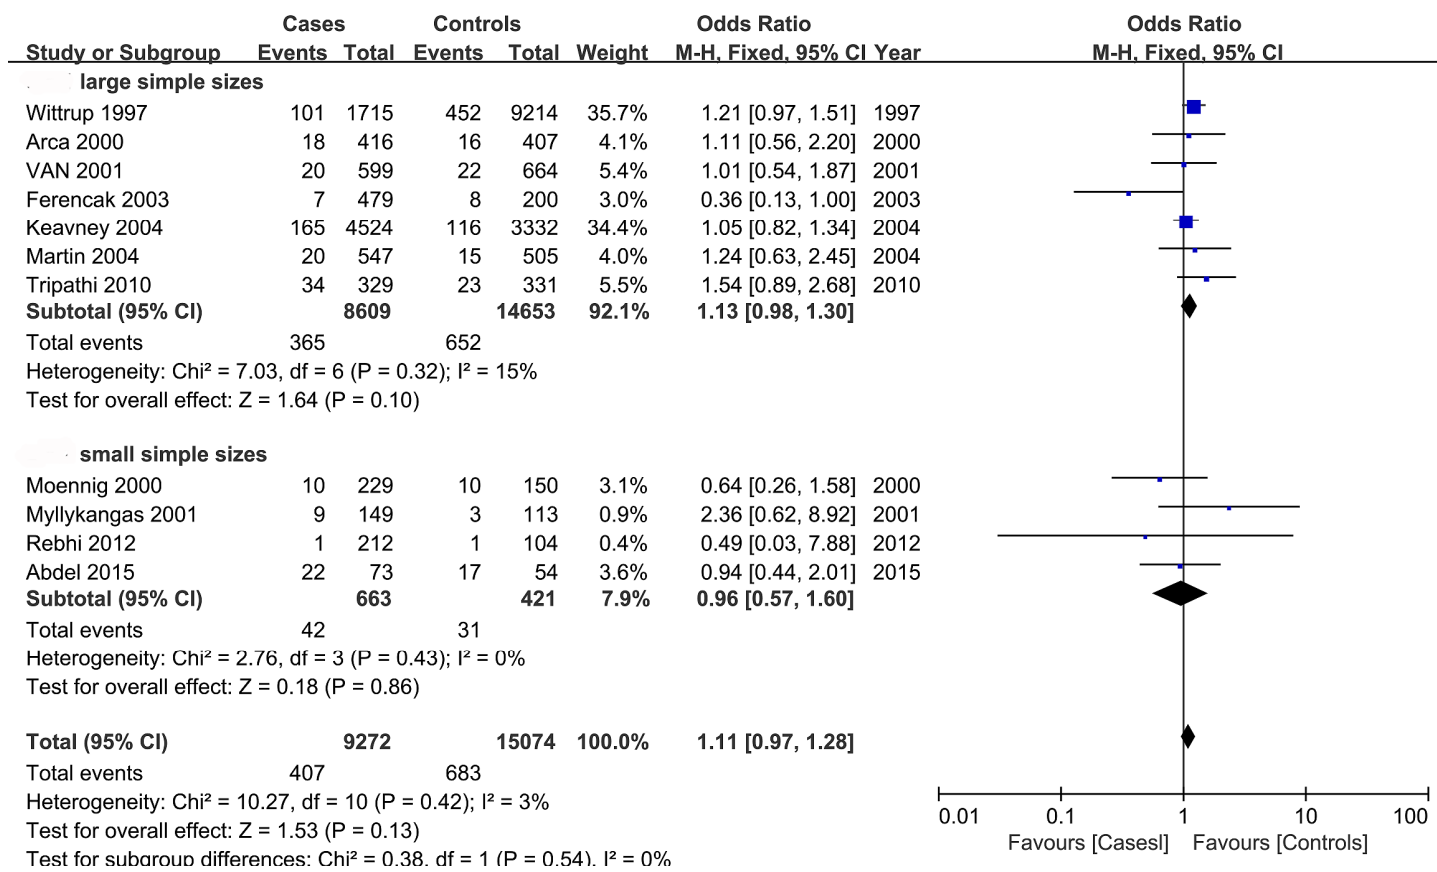 Cases Controls Odds Ratio Odds Ratio
Study or Subgroup Events Total Events Total Weight M-H, Fixed, 95% CI Year M-H, Fixed, 95% CI
large simple sizes
Wittrup 1997 101 1715 452 9214 35.7% 1.21 [0.97, 1.51] 1997
Arca 2000 18 416 16 407 4.1% 1.11 [0.56, 2.20] 2000
VAN 2001 20 599 22 664 5.4% 1.01 [0.54, 1.87] 2001
Ferencak 2003 7 479 8 200 3.0% 0.36 [0.13, 1.00] 2003
Keavney 2004 165 4524 116 3332 34.4% 1.05 [0.82, 1.34] 2004
Martin 2004 20 547 15 505 4.0% 1.24 [0.63, 2.45] 2004
Tripathi 2010 34 329 23 331 5.5% 1.54 [0.89, 2.68] 2010
Subtotal (95% CI) 8609 14653 92.1% 1.13 [0.98, 1.30]
Total events 365 652
Heterogeneity: Chi² = 7.03, df = 6 (P = 0.32); I² = 15%
Test for overall effect: Z = 1.64 (P = 0.10)
small simple sizes
Moennig 2000 10 229 10 150 3.1% 0.64 [0.26, 1.58] 2000
Myllykangas 2001 9 149 3 113 0.9% 2.36 [0.62, 8.92] 2001
Rebhi 2012 1 212 1 104 0.4% 0.49 [0.03, 7.88] 2012
Abdel 2015 22 73 17 54 3.6% 0.94 [0.44, 2.01] 2015
Subtotal (95% CI) 663 421 7.9% 0.96 [0.57, 1.60]
Total events 42 31
Heterogeneity: Chi² = 2.76, df = 3 (P = 0.43); I² = 0%
Test for overall effect: Z = 0.18 (P = 0.86)
Total (95% CI) 9272 15074 100.0% 1.11 [0.97, 1.28]
Total events 407 683
Heterogeneity: Chi² = 10.27, df = 10 (P = 0.42); I² = 3%
Test for overall effect: Z = 1.53 (P = 0.13)
Test for subgroup differences: Chi² = 0.38, df = 1 (P = 0.54), I² = 0%
0.01 0.1 1 10 100
Favours [Casesl] Favours [Controls]